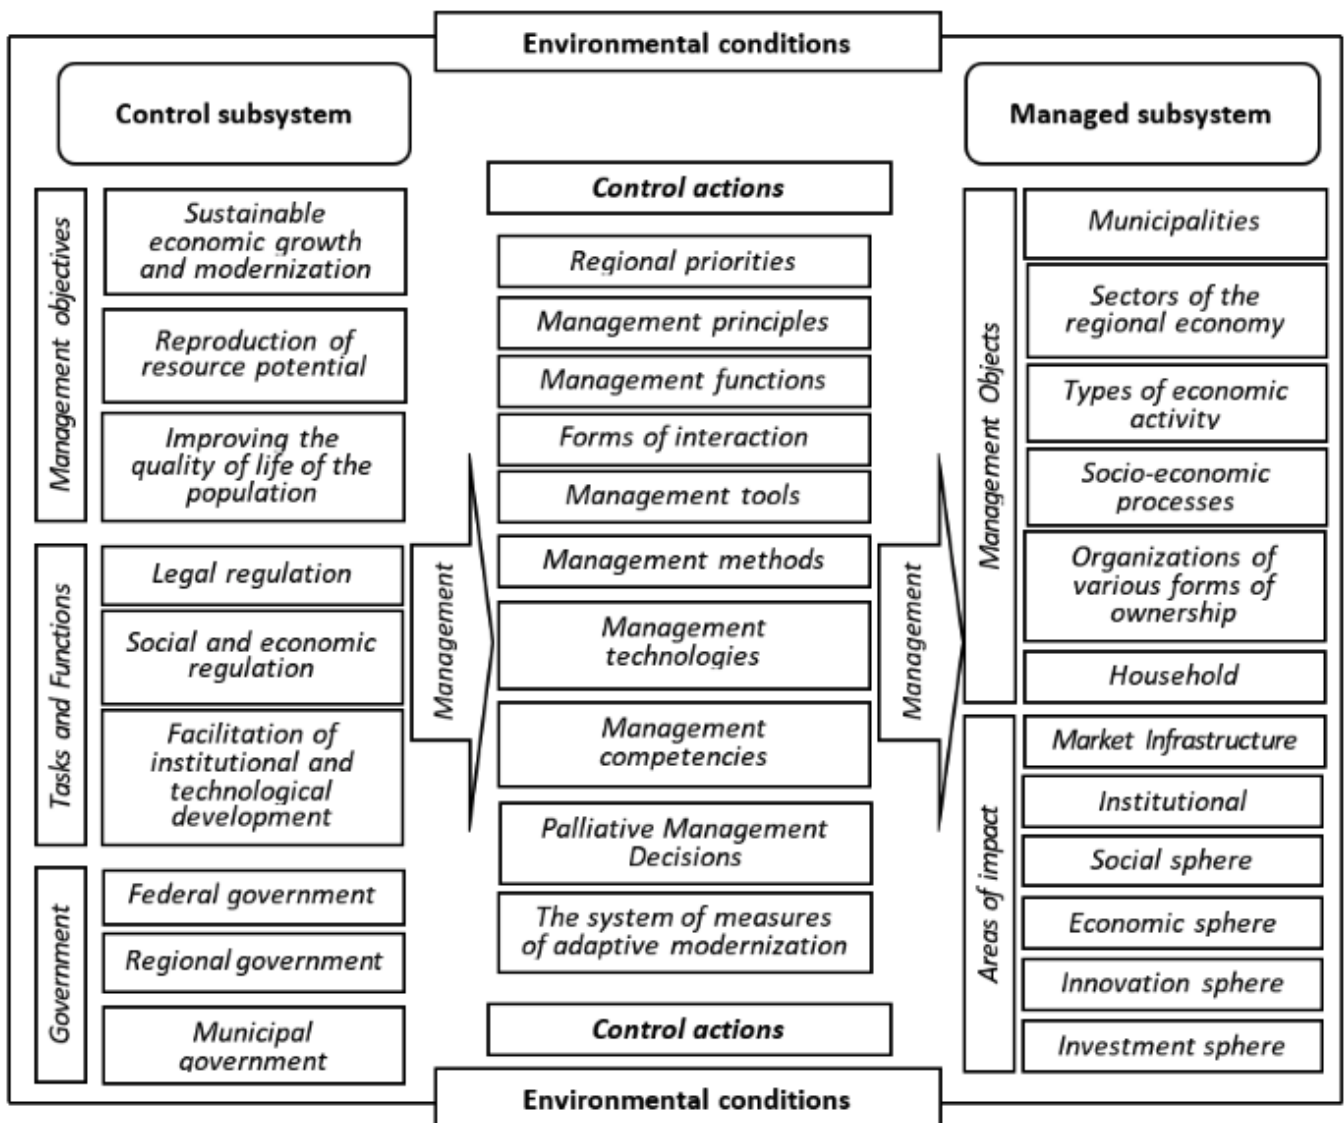 Environmental conditions
Control subsystem
Management objectives
Sustainable
economic growth
and modernization
Reproduction of
resource potential
Improving the
quality of life of the
population
Tasks and Functions
Legal regulation
Social and economic
regulation
Facilitation of
institutional and
technological
development
Government
Federal government
Regional government
Municipal
government
Management
Control actions
Regional priorities
Management principles
Management functions
Forms of interaction
Management tools
Management methods
Management
technologies
Management
competencies
Palliative Management
Decisions
The system of measures
of adaptive modernization
Control actions
Management
Managed subsystem
Management Objects
Municipalities
Sectors of the
regional economy
Types of economic
activity
Socio-economic
processes
Organizations of
various forms of
ownership
Household
Areas of impact
Market Infrastructure
Institutional
Social sphere
Economic sphere
Innovation sphere
Investment sphere
Environmental conditions